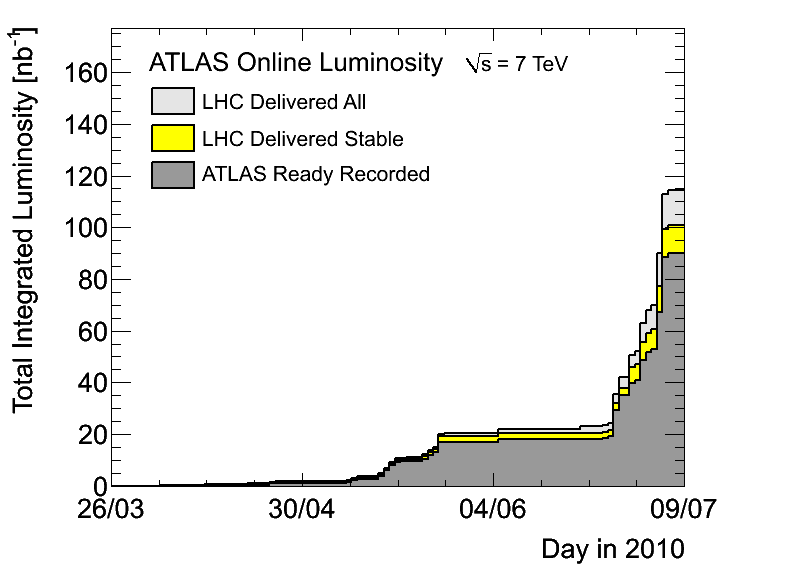 Total Integrated Luminosity [nb⁻¹]
ATLAS Online Luminosity √s = 7 TeV
LHC Delivered All
LHC Delivered Stable
ATLAS Ready Recorded
160
140
120
100
80
60
40
20
0
26/03 30/04 04/06 09/07
Day in 2010